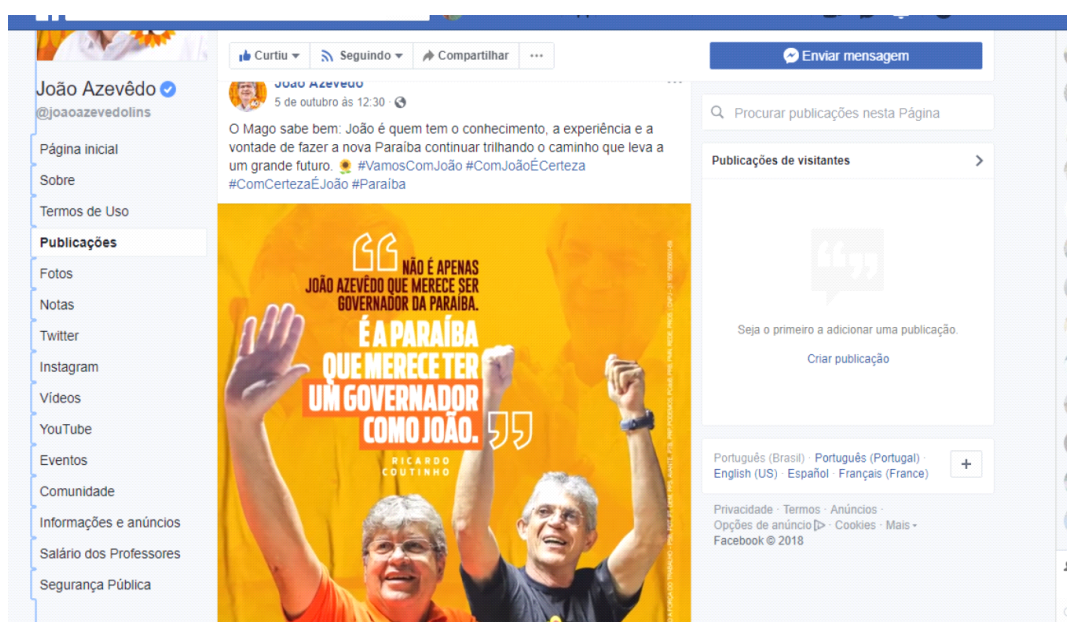 Curtiu
Seguindo
Compartilhar
Enviar mensagem
João Azevêdo
@joaoazevedolins
Página inicial
Sobre
Termos de Uso
Publicações
Fotos
Notas
Twitter
Instagram
Vídeos
YouTube
Eventos
Comunidade
Informações e anúncios
Salário dos Professores
Segurança Pública
João Azevêdo
5 de outubro às 12:30
O Mago sabe bem: João é quem tem o conhecimento, a experiência e a
vontade de fazer a nova Paraíba continuar trilhando o caminho que leva a
um grande futuro. 🌻 #VamosComJoão #ComJoãoÉCerteza
#ComCertezaÉJoão #Paraíba
NÃO É APENAS
JOÃO AZEVÊDO QUE MERECE SER
GOVERNADOR DA PARAÍBA.
É A PARAÍBA
QUE MERECE TER
UM GOVERNADOR
COMO JOÃO.
RICARDO
COUTINHO
Procurar publicações nesta Página
Publicações de visitantes
Seja o primeiro a adicionar uma publicação.
Criar publicação
Português (Brasil) · Português (Portugal) ·
English (US) · Español · Français (France)
Privacidade · Termos · Anúncios ·
Opções de anúncio · Cookies · Mais
Facebook © 2018